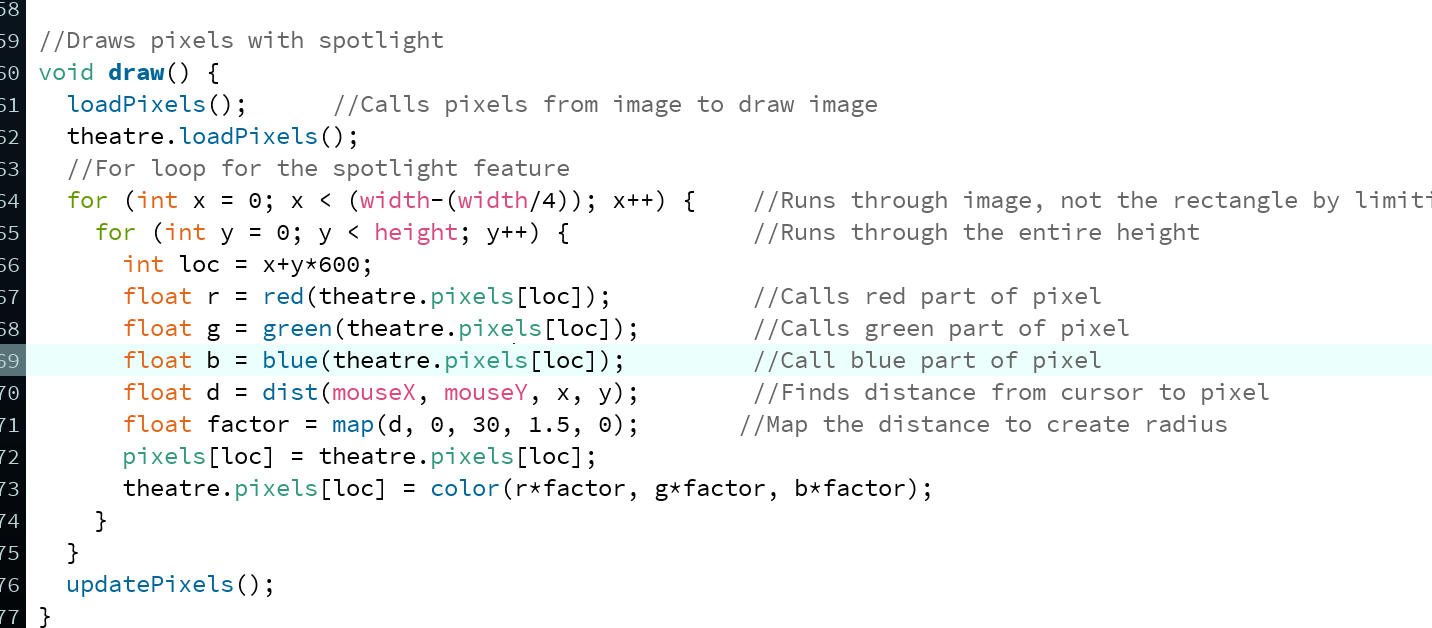 58
59 //Draws pixels with spotlight
60 void draw() {
61 loadPixels(); //Calls pixels from image to draw image
62 theatre.loadPixels();
63 //For loop for the spotlight feature
64 for (int x = 0; x < (width-(width/4)); x++) { //Runs through image, not the rectangle by limiti
65 for (int y = 0; y < height; y++) { //Runs through the entire height
66 int loc = x+y*600;
67 float r = red(theatre.pixels[loc]); //Calls red part of pixel
68 float g = green(theatre.pixels[loc]); //Calls green part of pixel
69 float b = blue(theatre.pixels[loc]); //Call blue part of pixel
70 float d = dist(mouseX, mouseY, x, y); //Finds distance from cursor to pixel
71 float factor = map(d, 0, 30, 1.5, 0); //Map the distance to create radius
72 pixels[loc] = theatre.pixels[loc];
73 theatre.pixels[loc] = color(r*factor, g*factor, b*factor);
74 }
75 }
76 updatePixels();
77 }